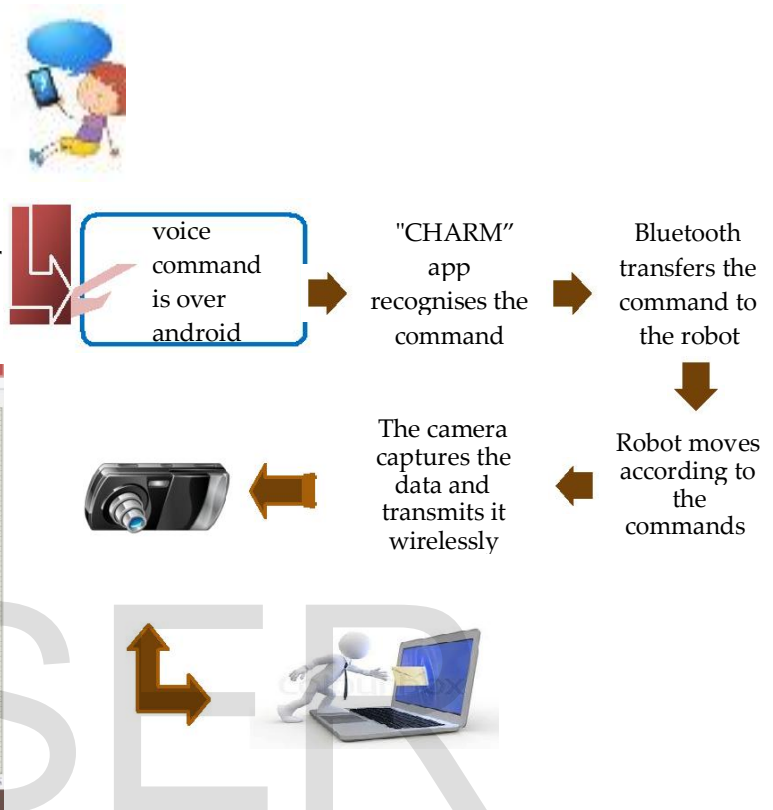 voice
command
is over
android
"CHARM”
app
recognises the
command
Bluetooth
transfers the
command to
the robot
Robot moves
according to
the
commands
The camera
captures the
data and
transmits it
wirelessly
SER